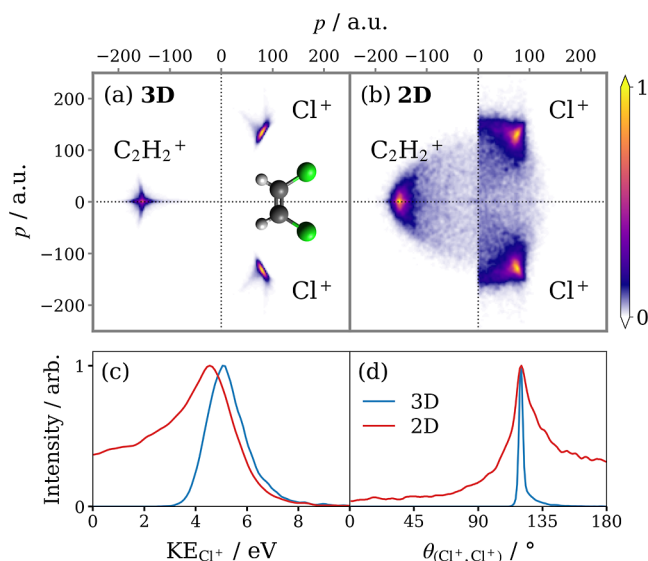 p / a.u.
−200 −100 0 100 200
−200 −100 0 100 200
(a) 3D
(b) 2D
1
0
200
100
0
−100
−200
p / a.u.
Cl⁺
C₂H₂⁺
Cl⁺
Cl⁺
C₂H₂⁺
Cl⁺
(c)
(d)
1
0
Intensity / arb.
3D
2D
0 2 4 6 8
0 45 90 135 180
KE_Cl⁺ / eV
θ_(Cl⁺, Cl⁺) / °